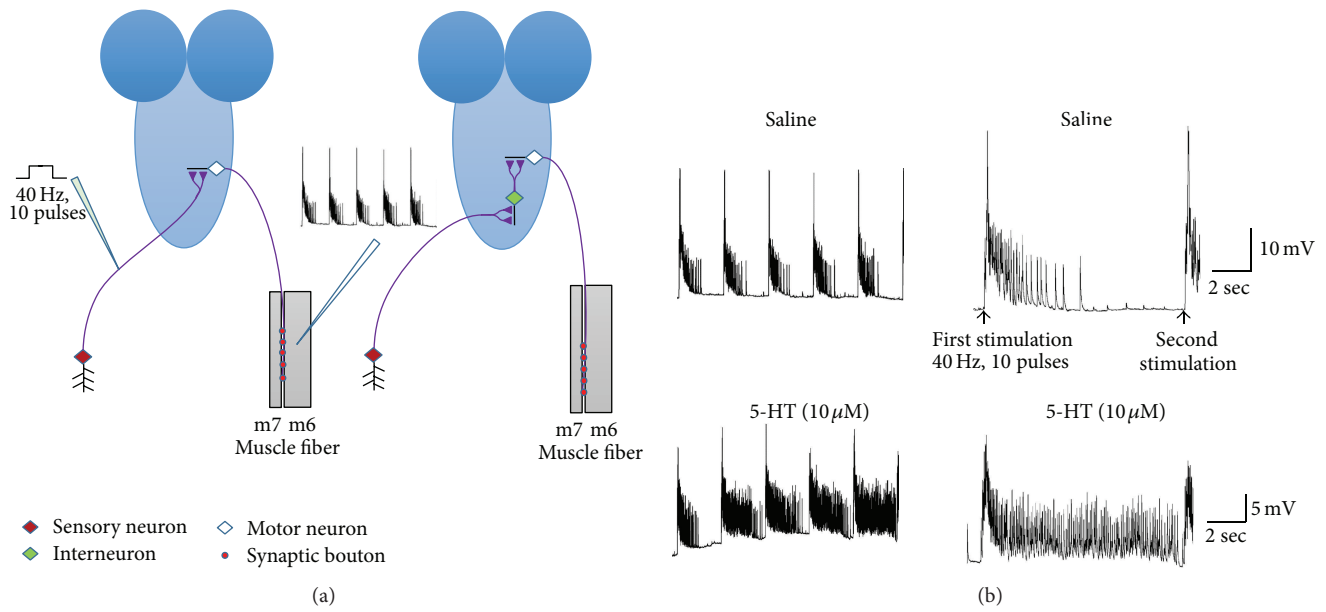 40 Hz,
10 pulses
m7 m6
Muscle fiber
m7 m6
Muscle fiber
Sensory neuron
Interneuron
Motor neuron
Synaptic bouton
(a)
Saline
Saline
10 mV
2 sec
First stimulation
40 Hz, 10 pulses
Second
stimulation
5-HT (10 μM)
5-HT (10 μM)
5 mV
2 sec
(b)